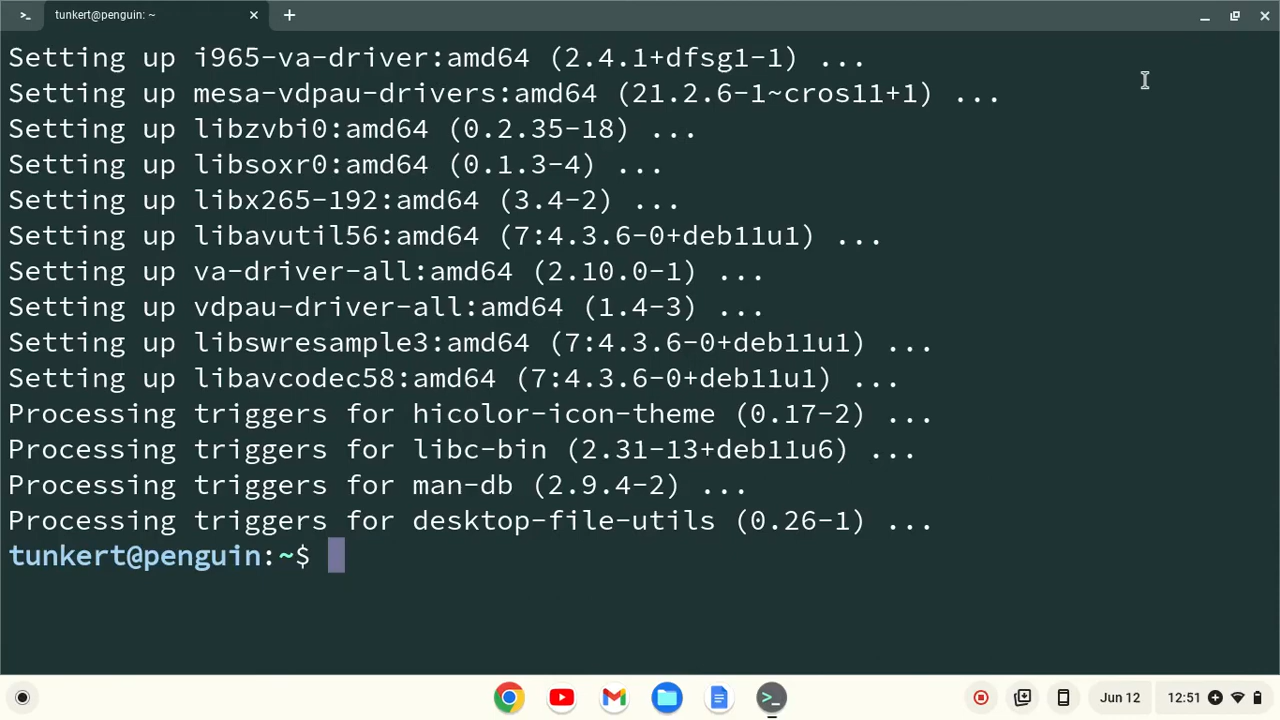 tunkert@penguin: ~
Setting up i965-va-driver:amd64 (2.4.1+dfsg1-1) ...
Setting up mesa-vdpau-drivers:amd64 (21.2.6-1~cros11+1) ...
Setting up libzvbi0:amd64 (0.2.35-18) ...
Setting up libsoxr0:amd64 (0.1.3-4) ...
Setting up libx265-192:amd64 (3.4-2) ...
Setting up libavutil56:amd64 (7:4.3.6-0+deb11u1) ...
Setting up va-driver-all:amd64 (2.10.0-1) ...
Setting up vdpau-driver-all:amd64 (1.4-3) ...
Setting up libswresample3:amd64 (7:4.3.6-0+deb11u1) ...
Setting up libavcodec58:amd64 (7:4.3.6-0+deb11u1) ...
Processing triggers for hicolor-icon-theme (0.17-2) ...
Processing triggers for libc-bin (2.31-13+deb11u6) ...
Processing triggers for man-db (2.9.4-2) ...
Processing triggers for desktop-file-utils (0.26-1) ...
tunkert@penguin:~$
Jun 12 12:51